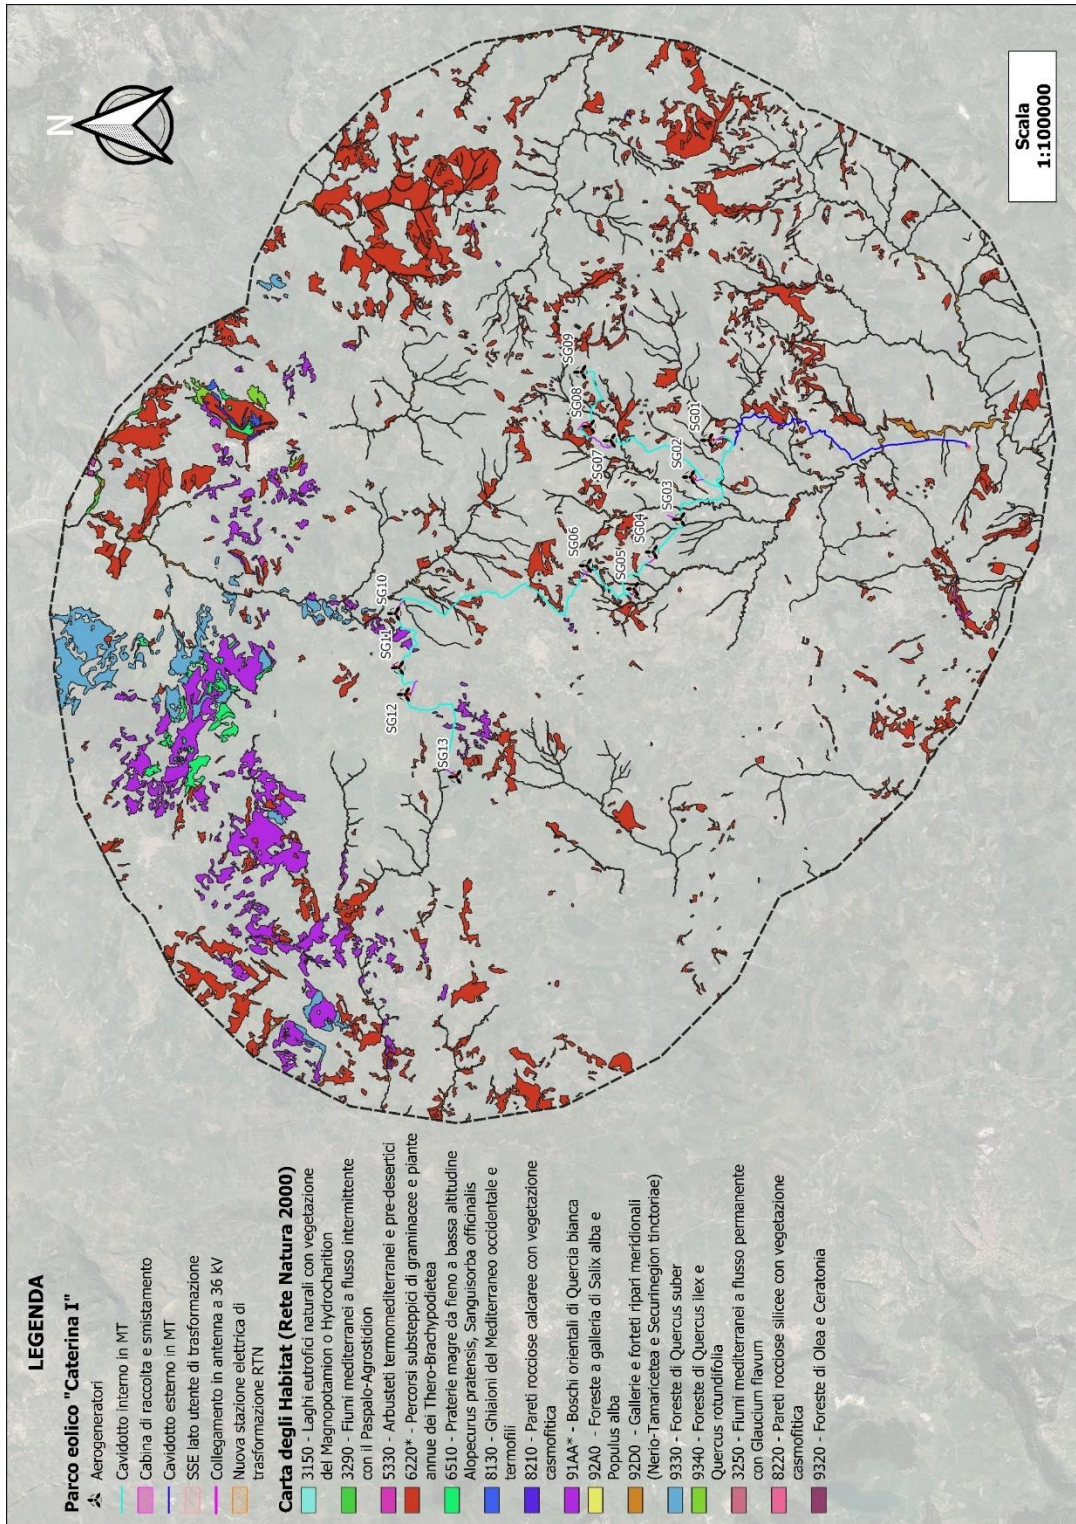 LEGENDA
Parco eolico "Caterina I"
Aerogeneratori
Cavidotto interno in MT
Cabina di raccolta e smistamento
Cavidotto esterno in MT
SSE lato utente di trasformazione
Collegamento in antenna a 36 kV
Nuova stazione elettrica di
trasformazione RTN
Carta degli Habitat (Rete Natura 2000)
3150 - Laghi eutrofici naturali con vegetazione
del Magnopotamion o Hydrocharition
3290 - Fiumi mediterranei a flusso intermittente
con il Paspalo-Agrostidion
5330 - Arbusteti termomediterranei e pre-desertici
6220* - Percorsi substeppici di graminacee e piante
annue dei Thero-Brachypodietea
6510 - Praterie magre da fieno a bassa altitudine
Alopecurus pratensis, Sanguisorba officinalis
8130 - Ghiaioni del Mediterraneo occidentale e
termofili
8210 - Pareti rocciose calcaree con vegetazione
casmofitica
91AA* - Boschi orientali di Quercia bianca
92A0 - Foreste a galleria di Salix alba e
Populus alba
92D0 - Gallerie e forteti ripari meridionali
(Nerio-Tamaricetea e Securinegion tinctoriae)
9330 - Foreste di Quercus suber
9340 - Foreste di Quercus ilex e
Quercus rotundifolia
3250 - Fiumi mediterranei a flusso permanente
con Glaucium flavum
8220 - Pareti rocciose silicee con vegetazione
casmofitica
9320 - Foreste di Olea e Ceratonia
N
SG13
SG12
SG11
SG10
SG06
SG05
SG04
SG03
SG02
SG01
SG07
SG08
SG09
Scala
1:100000